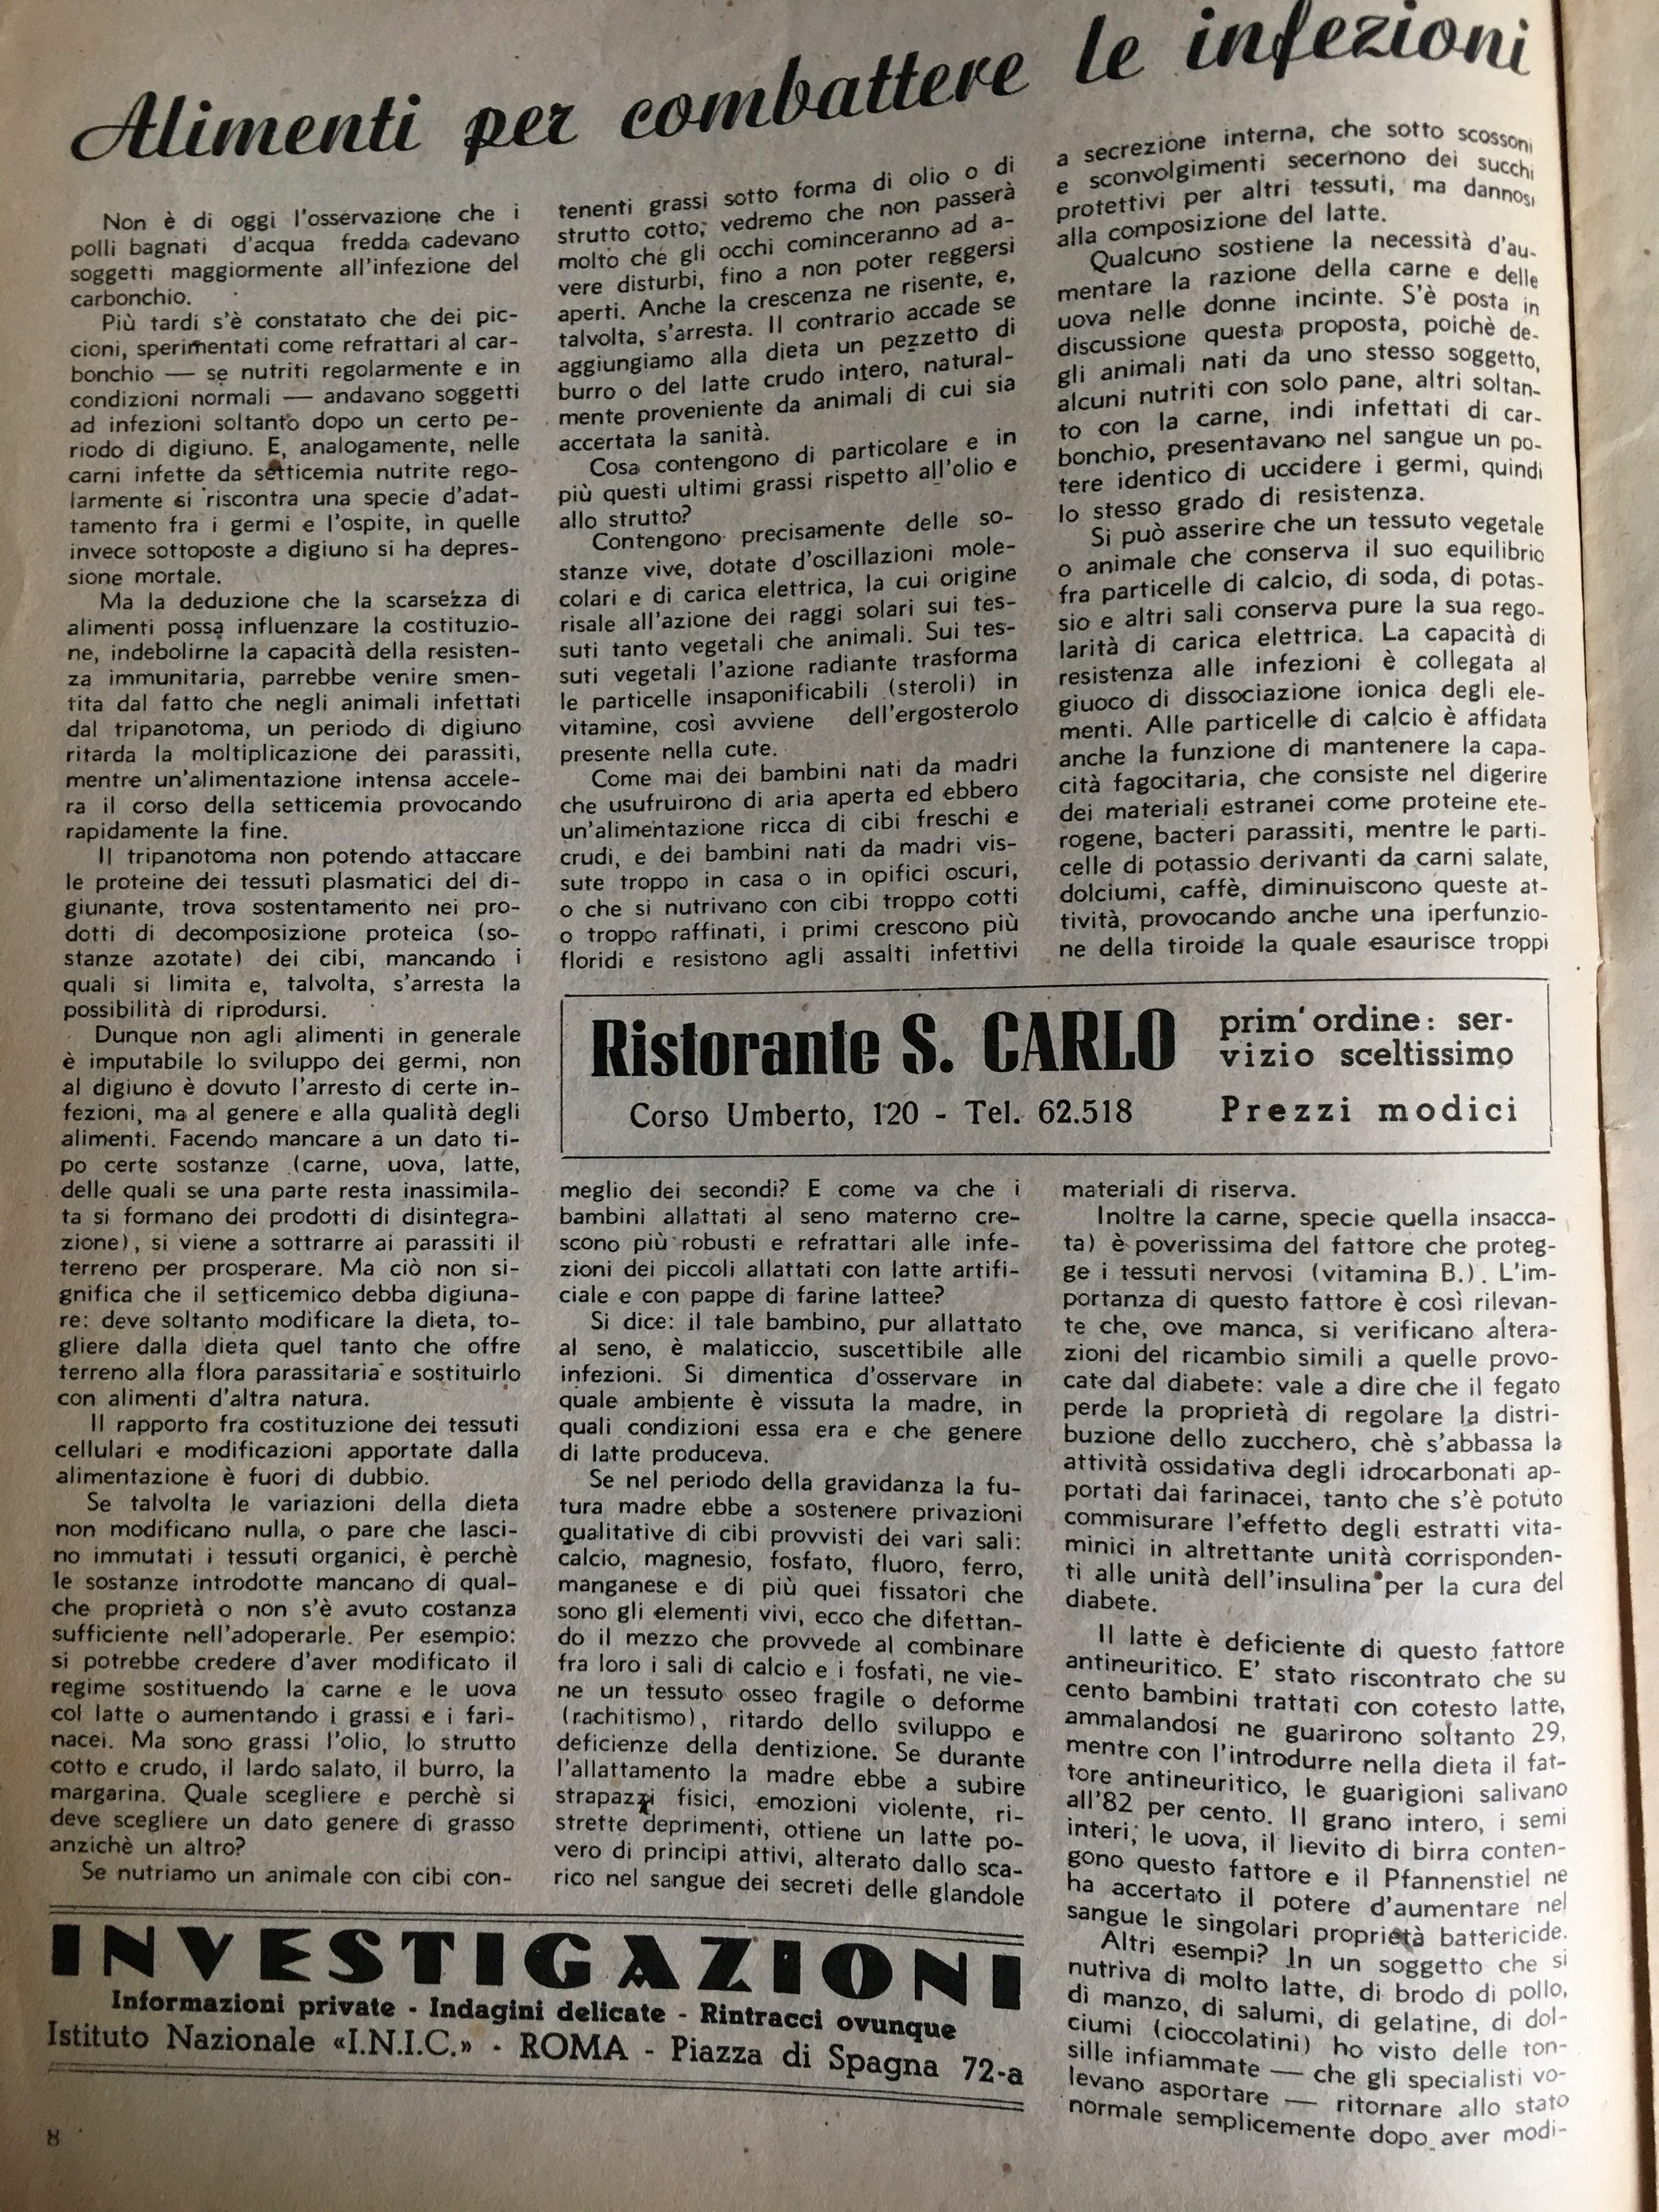 Alimenti per combattere le infezioni
Non è di oggi l'osservazione che i
polli bagnati d'acqua fredda cadevano
soggetti maggiormente all'infezione del
carbonchio.
Più tardi s'è constatato che dei pic-
cioni, sperimentati come refrattari al car-
bonchio — se nutriti regolarmente e in
condizioni normali — andavano soggetti
ad infezioni soltanto dopo un certo pe-
riodo di digiuno. E, analogamente, nelle
carni infette da setticemia nutrite rego-
larmente si riscontra una specie d'adat-
tamento fra i germi e l'ospite, in quelle
invece sottoposte a digiuno si ha depres-
sione mortale.
Ma la deduzione che la scarsezza di
alimenti possa influenzare la costituzio-
ne, indebolirne la capacità della resisten-
za immunitaria, parrebbe venire smen-
tita dal fatto che negli animali infettati
dal tripanotoma, un periodo di digiuno
ritarda la moltiplicazione dei parassiti,
mentre un'alimentazione intensa accele-
ra il corso della setticemia provocando
rapidamente la fine.
Il tripanotoma non potendo attaccare
le proteine dei tessuti plasmatici del di-
giunante, trova sostentamento nei pro-
dotti di decomposizione proteica (so-
stanze azotate) dei cibi, mancando i
quali si limita e, talvolta, s'arresta la
possibilità di riprodursi.
Dunque non agli alimenti in generale
è imputabile lo sviluppo dei germi, non
al digiuno è dovuto l'arresto di certe in-
fezioni, ma al genere e alla qualità degli
alimenti. Facendo mancare a un dato ti-
po certe sostanze (carne, uova, latte,
delle quali se una parte resta inassimila-
ta si formano dei prodotti di disintegra-
zione), si viene a sottrarre ai parassiti il
terreno per prosperare. Ma ciò non si-
gnifica che il setticemico debba digiuna-
re: deve soltanto modificare la dieta, to-
gliere dalla dieta quel tanto che offre
terreno alla flora parassitaria e sostituirlo
con alimenti d'altra natura.
Il rapporto fra costituzione dei tessuti
cellulari e modificazioni apportate dalla
alimentazione è fuori di dubbio.
Se talvolta le variazioni della dieta
non modificano nulla, o pare che lasci-
no immutati i tessuti organici, è perchè
le sostanze introdotte mancano di qual-
che proprietà o non s'è avuto costanza
sufficiente nell'adoperarle. Per esempio:
si potrebbe credere d'aver modificato il
regime sostituendo la carne e le uova
col latte o aumentando i grassi e i fari-
nacei. Ma sono grassi l'olio, lo strutto
cotto e crudo, il lardo salato, il burro, la
margarina. Quale scegliere e perchè si
deve scegliere un dato genere di grasso
anzichè un altro?
Se nutriamo un animale con cibi con-
tenenti grassi sotto forma di olio o di
strutto cotto, vedremo che non passerà
molto che gli occhi cominceranno ad a-
vere disturbi, fino a non poter reggersi
aperti. Anche la crescenza ne risente, e,
talvolta, s'arresta. Il contrario accade se
aggiungiamo alla dieta un pezzetto di
burro o del latte crudo intero, natural-
mente proveniente da animali di cui sia
accertata la sanità.
Cosa contengono di particolare e in
più questi ultimi grassi rispetto all'olio e
allo strutto?
Contengono precisamente delle so-
stanze vive, dotate d'oscillazioni mole-
colari e di carica elettrica, la cui origine
risale all'azione dei raggi solari sui tes-
suti tanto vegetali che animali. Sui tes-
suti vegetali l'azione radiante trasforma
le particelle insaponificabili (steroli) in
vitamine, così avviene dell'ergosterolo
presente nella cute.
Come mai dei bambini nati da madri
che usufruirono di aria aperta ed ebbero
un'alimentazione ricca di cibi freschi e
crudi, e dei bambini nati da madri vis-
sute troppo in casa o in opifici oscuri,
o che si nutrivano con cibi troppo cotti
o troppo raffinati, i primi crescono più
floridi e resistono agli assalti infettivi
meglio dei secondi? E come va che i
bambini allattati al seno materno cre-
scono più robusti e refrattari alle infe-
zioni dei piccoli allattati con latte artifi-
ciale e con pappe di farine lattee?
Si dice: il tale bambino, pur allattato
al seno, è malaticcio, suscettibile alle
infezioni. Si dimentica d'osservare in
quale ambiente è vissuta la madre, in
quali condizioni essa era e che genere
di latte produceva.
Se nel periodo della gravidanza la fu-
tura madre ebbe a sostenere privazioni
qualitative di cibi provvisti dei vari sali:
calcio, magnesio, fosfato, fluoro, ferro,
manganese e di più quei fissatori che
sono gli elementi vivi, ecco che difettan-
do il mezzo che provvede al combinare
fra loro i sali di calcio e i fosfati, ne vie-
ne un tessuto osseo fragile o deforme
(rachitismo), ritardo dello sviluppo e
deficienze della dentizione. Se durante
l'allattamento la madre ebbe a subire
strapazzi fisici, emozioni violente, ri-
strette deprimenti, ottiene un latte po-
vero di principi attivi, alterato dallo sca-
rico nel sangue dei secreti delle glandole
a secrezione interna, che sotto scossoni
e sconvolgimenti secernono dei succhi
protettivi per altri tessuti, ma dannosi
alla composizione del latte.
Qualcuno sostiene la necessità d'au-
mentare la razione della carne e delle
uova nelle donne incinte. S'è posta in
discussione questa proposta, poichè de-
gli animali nati da uno stesso soggetto,
alcuni nutriti con solo pane, altri soltan-
to con la carne, indi infettati di car-
bonchio, presentavano nel sangue un po-
tere identico di uccidere i germi, quindi
lo stesso grado di resistenza.
Si può asserire che un tessuto vegetale
o animale che conserva il suo equilibrio
fra particelle di calcio, di soda, di potas-
sio e altri sali conserva pure la sua rego-
larità di carica elettrica. La capacità di
resistenza alle infezioni è collegata al
giuoco di dissociazione ionica degli ele-
menti. Alle particelle di calcio è affidata
anche la funzione di mantenere la capa-
cità fagocitaria, che consiste nel digerire
dei materiali estranei come proteine ete-
rogene, bacteri parassiti, mentre le parti-
celle di potassio derivanti da carni salate,
dolciumi, caffè, diminuiscono queste at-
tività, provocando anche una iperfunzio-
ne della tiroide la quale esaurisce troppi
materiali di riserva.
Inoltre la carne, specie quella insacca-
ta) è poverissima del fattore che proteg-
ge i tessuti nervosi (vitamina B.). L'im-
portanza di questo fattore è così rilevan-
te che, ove manca, si verificano altera-
zioni del ricambio simili a quelle provo-
cate dal diabete: vale a dire che il fegato
perde la proprietà di regolare la distri-
buzione dello zucchero, chè s'abbassa la
attività ossidativa degli idrocarbonati ap-
portati dai farinacei, tanto che s'è potuto
commisurare l'effetto degli estratti vita-
minici in altrettante unità corrisponden-
ti alle unità dell'insulina per la cura del
diabete.
Il latte è deficiente di questo fattore
antineuritico. E' stato riscontrato che su
cento bambini trattati con cotesto latte,
ammalandosi ne guarirono soltanto 29,
mentre con l'introdurre nella dieta il fat-
tore antineuritico, le guarigioni salivano
all'82 per cento. Il grano intero, i semi
interi, le uova, il lievito di birra conten-
gono questo fattore e il Pfannenstiel ne
ha accertato il potere d'aumentare nel
sangue le singolari proprietà battericide.
Altri esempi? In un soggetto che si
nutriva di molto latte, di brodo di pollo,
di manzo, di salumi, di gelatine, di dol-
ciumi (cioccolatini) ho visto delle ton-
sille infiammate — che gli specialisti vo-
levano asportare — ritornare allo stato
normale semplicemente dopo aver modi-
Ristorante S. CARLO
Corso Umberto, 120 - Tel. 62.518
prim'ordine: ser-
vizio sceltissimo
Prezzi modici
INVESTIGAZIONI
Informazioni private - Indagini delicate - Rintracci ovunque
Istituto Nazionale «I.N.I.C.» - ROMA - Piazza di Spagna 72-a
8